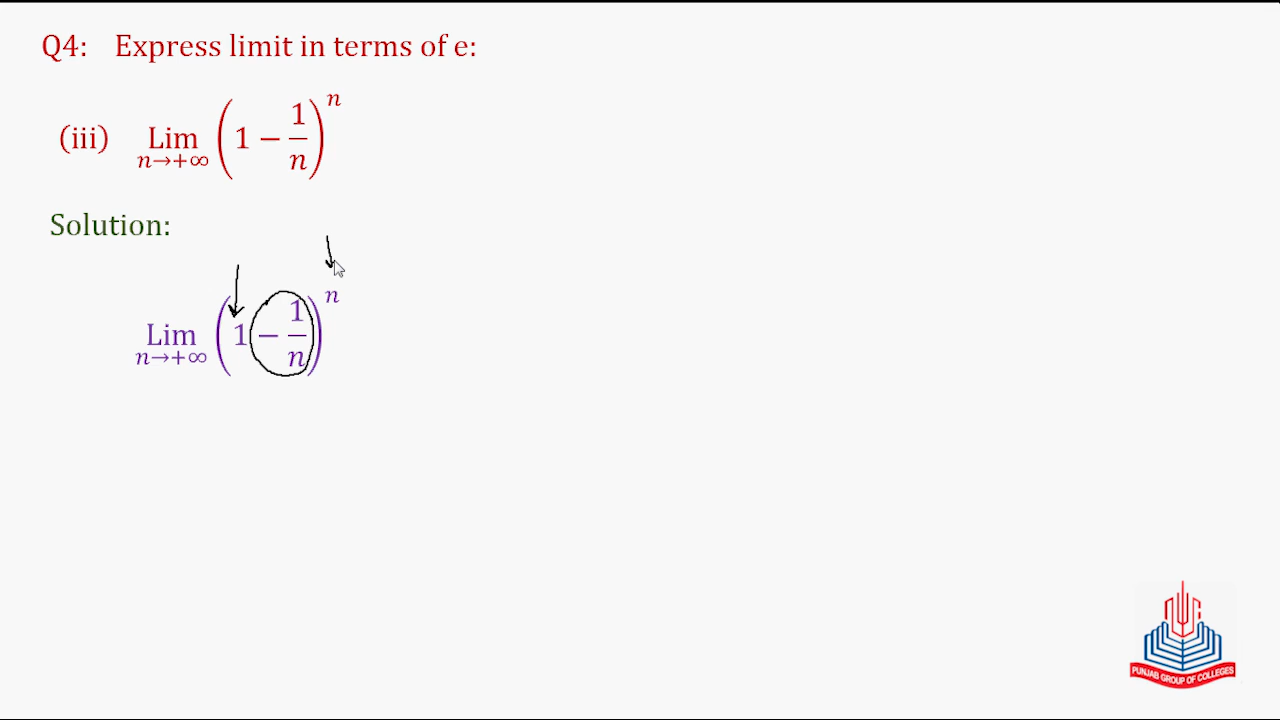 Q4: Express limit in terms of e:
(iii) Lim n→+∞ (1 − 1/n)^n
Solution:
Lim n→+∞ (1 − 1/n)^n
PUNJAB GROUP OF COLLEGES